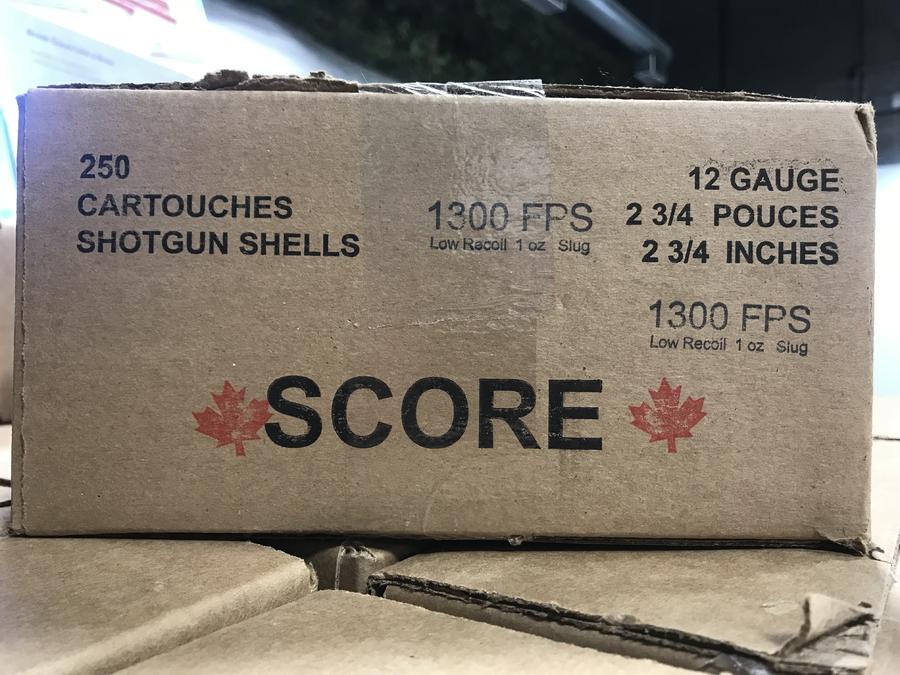 250
CARTOUCHES
SHOTGUN SHELLS
1300 FPS
Low Recoil 1 oz Slug
12 GAUGE
2 3/4 POUCES
2 3/4 INCHES
1300 FPS
Low Recoil 1 oz Slug
SCORE